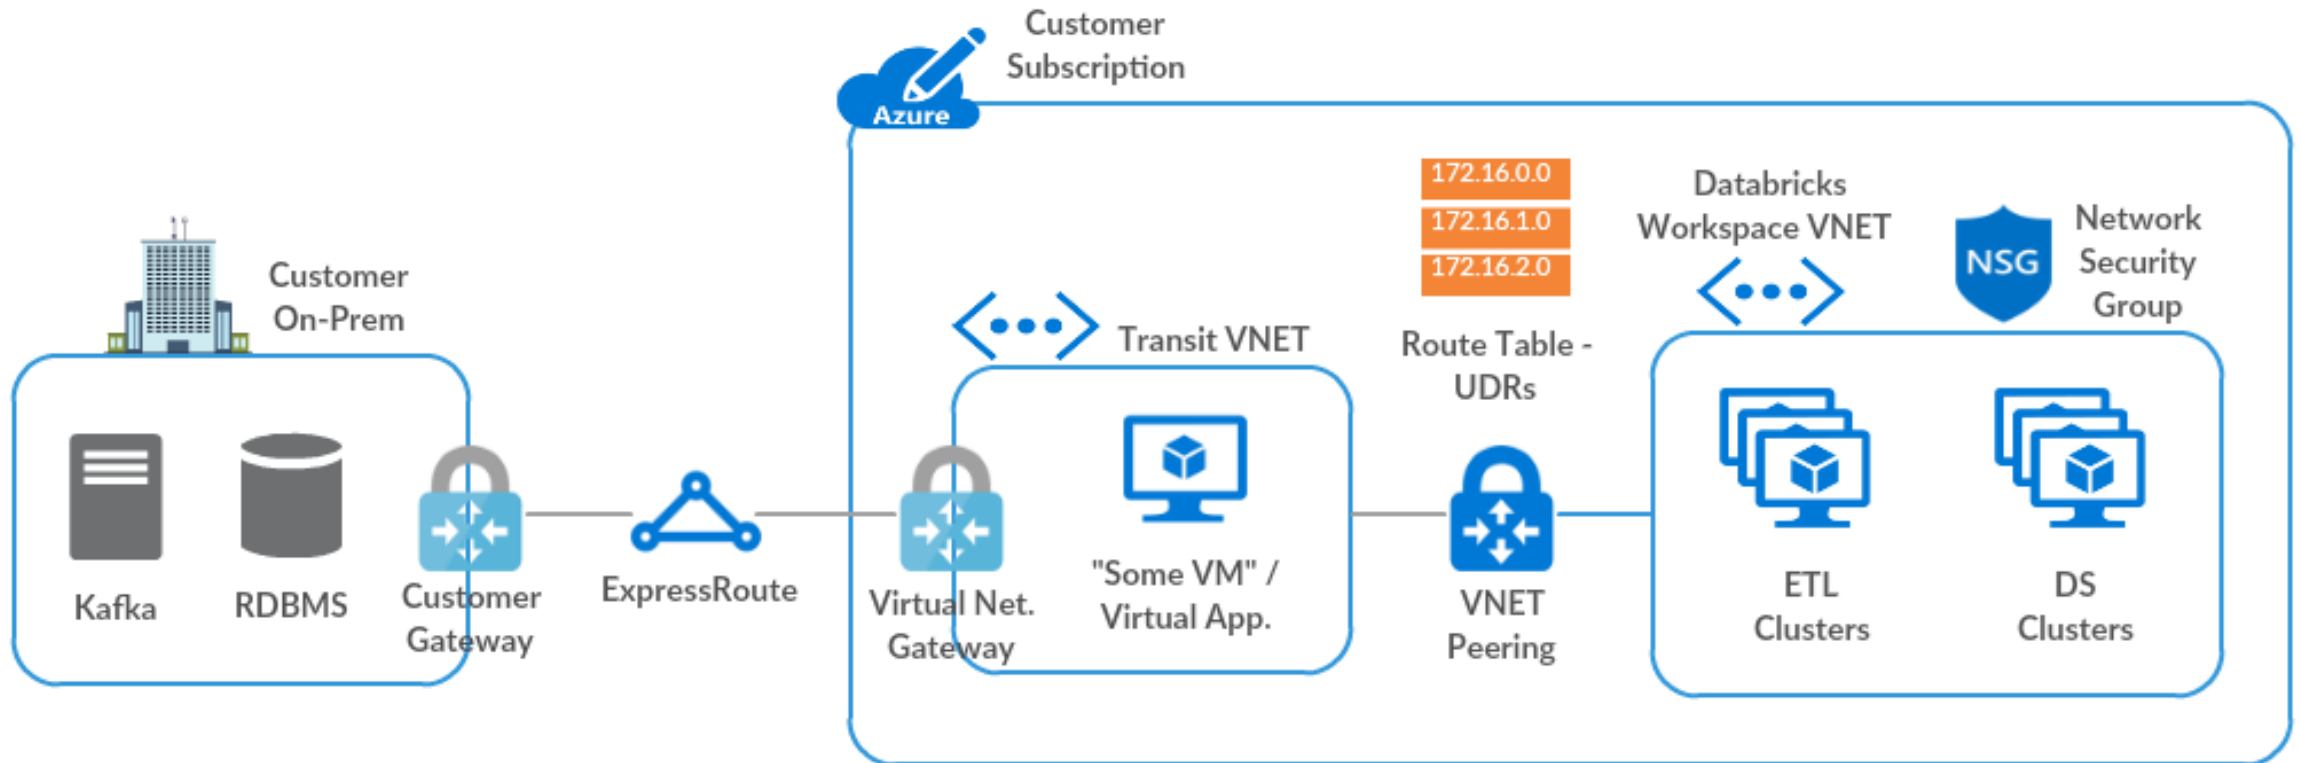 Customer
Subscription
Azure
172.16.0.0
172.16.1.0
172.16.2.0
Route Table -
UDRs
Databricks
Workspace VNET
NSG
Network
Security
Group
Customer
On-Prem
Transit VNET
Kafka
RDBMS
Customer
Gateway
ExpressRoute
Virtual Net.
Gateway
"Some VM" /
Virtual App.
VNET
Peering
ETL
Clusters
DS
Clusters